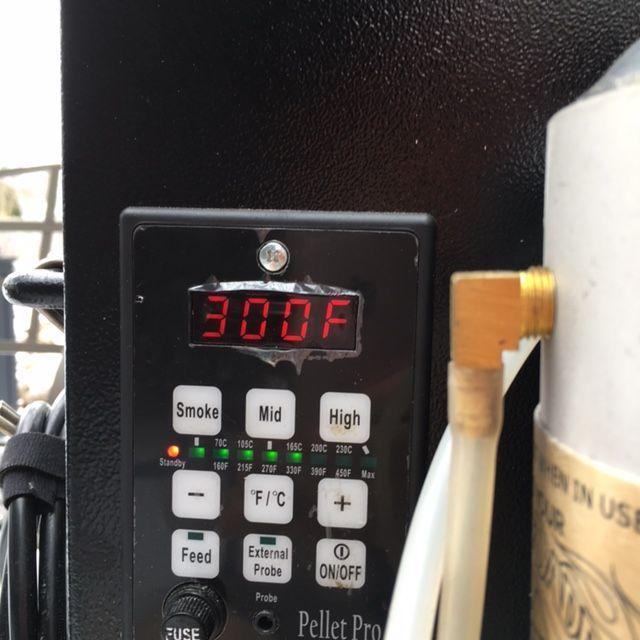 300F
Smoke Mid High
70C 105C 165C 200C 230C
Standby 160F 215F 270F 330F 390F 450F Max
- °F/°C +
Feed External Probe ON/OFF
Probe
FUSE
Pellet Pro
WHEN IN USE
OUR